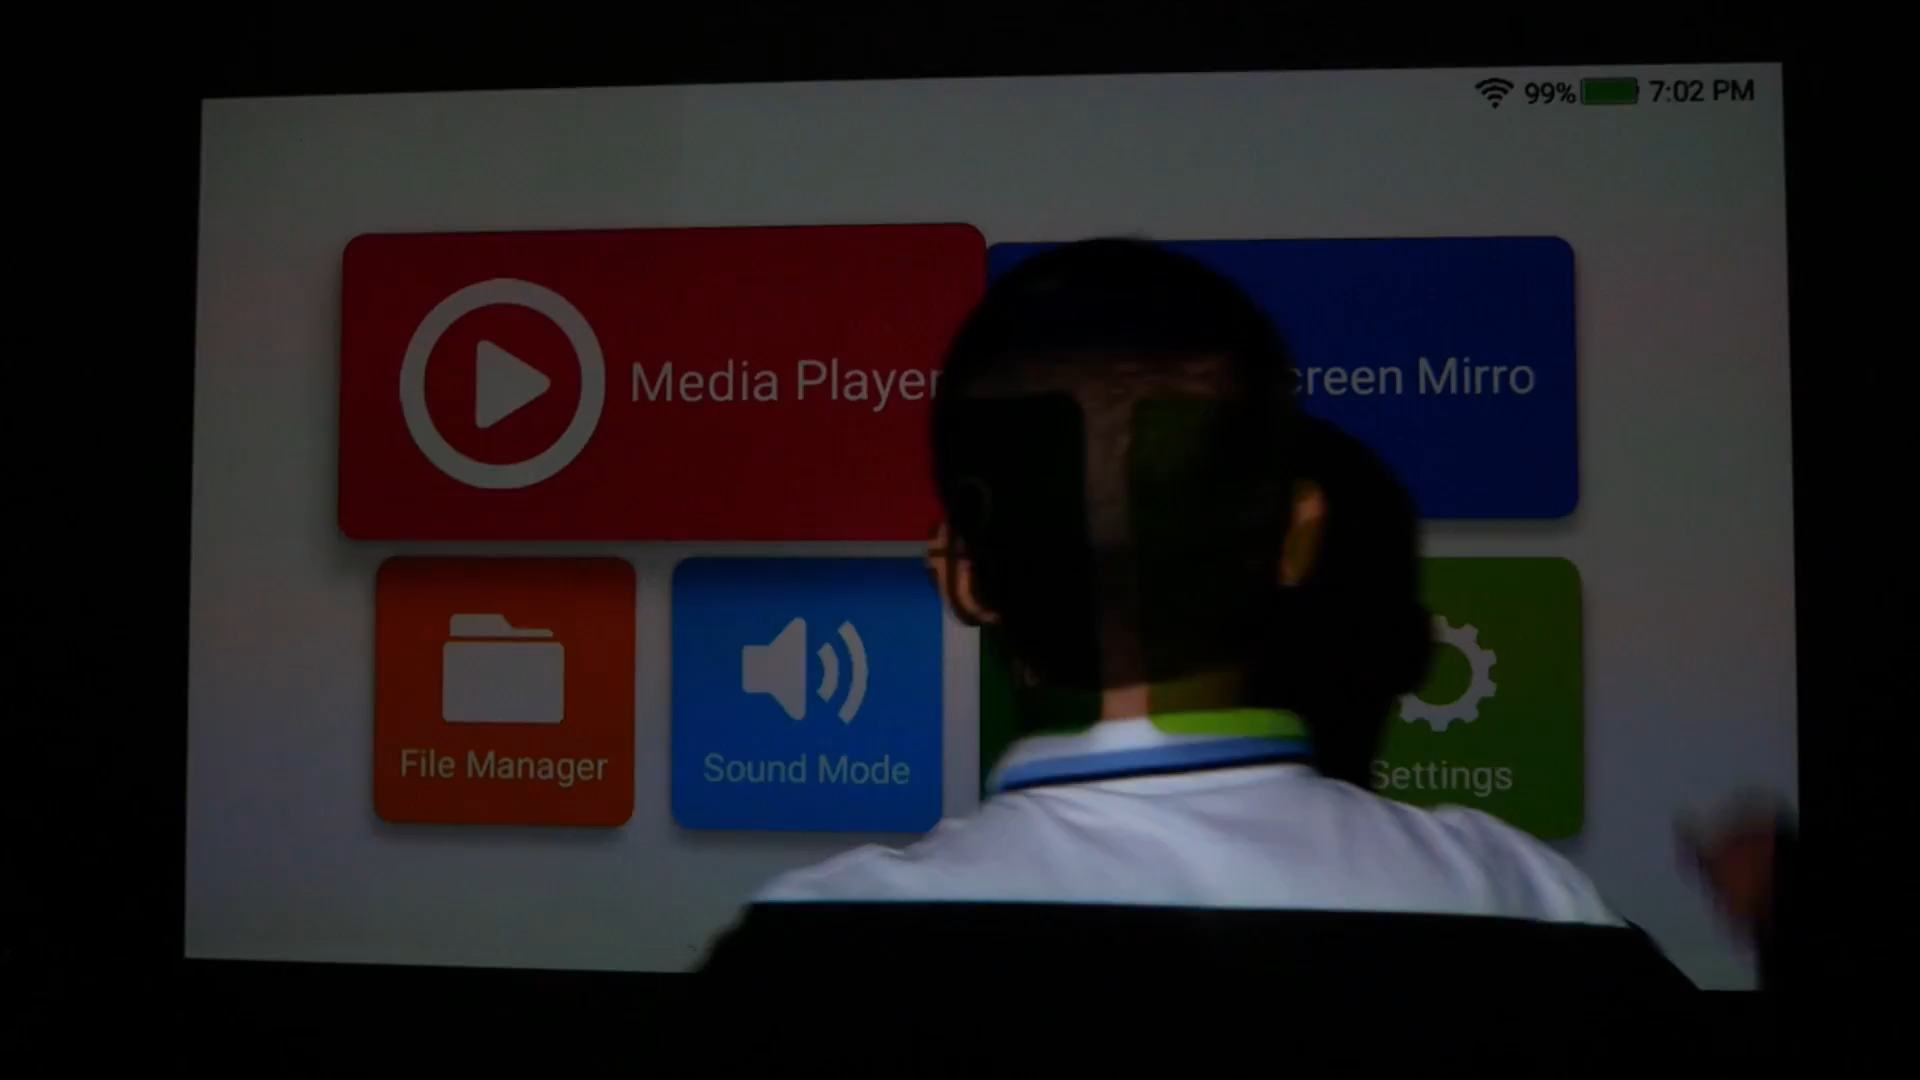 99% 7:02 PM
Media Player
creen Mirro
File Manager
Sound Mode
Settings